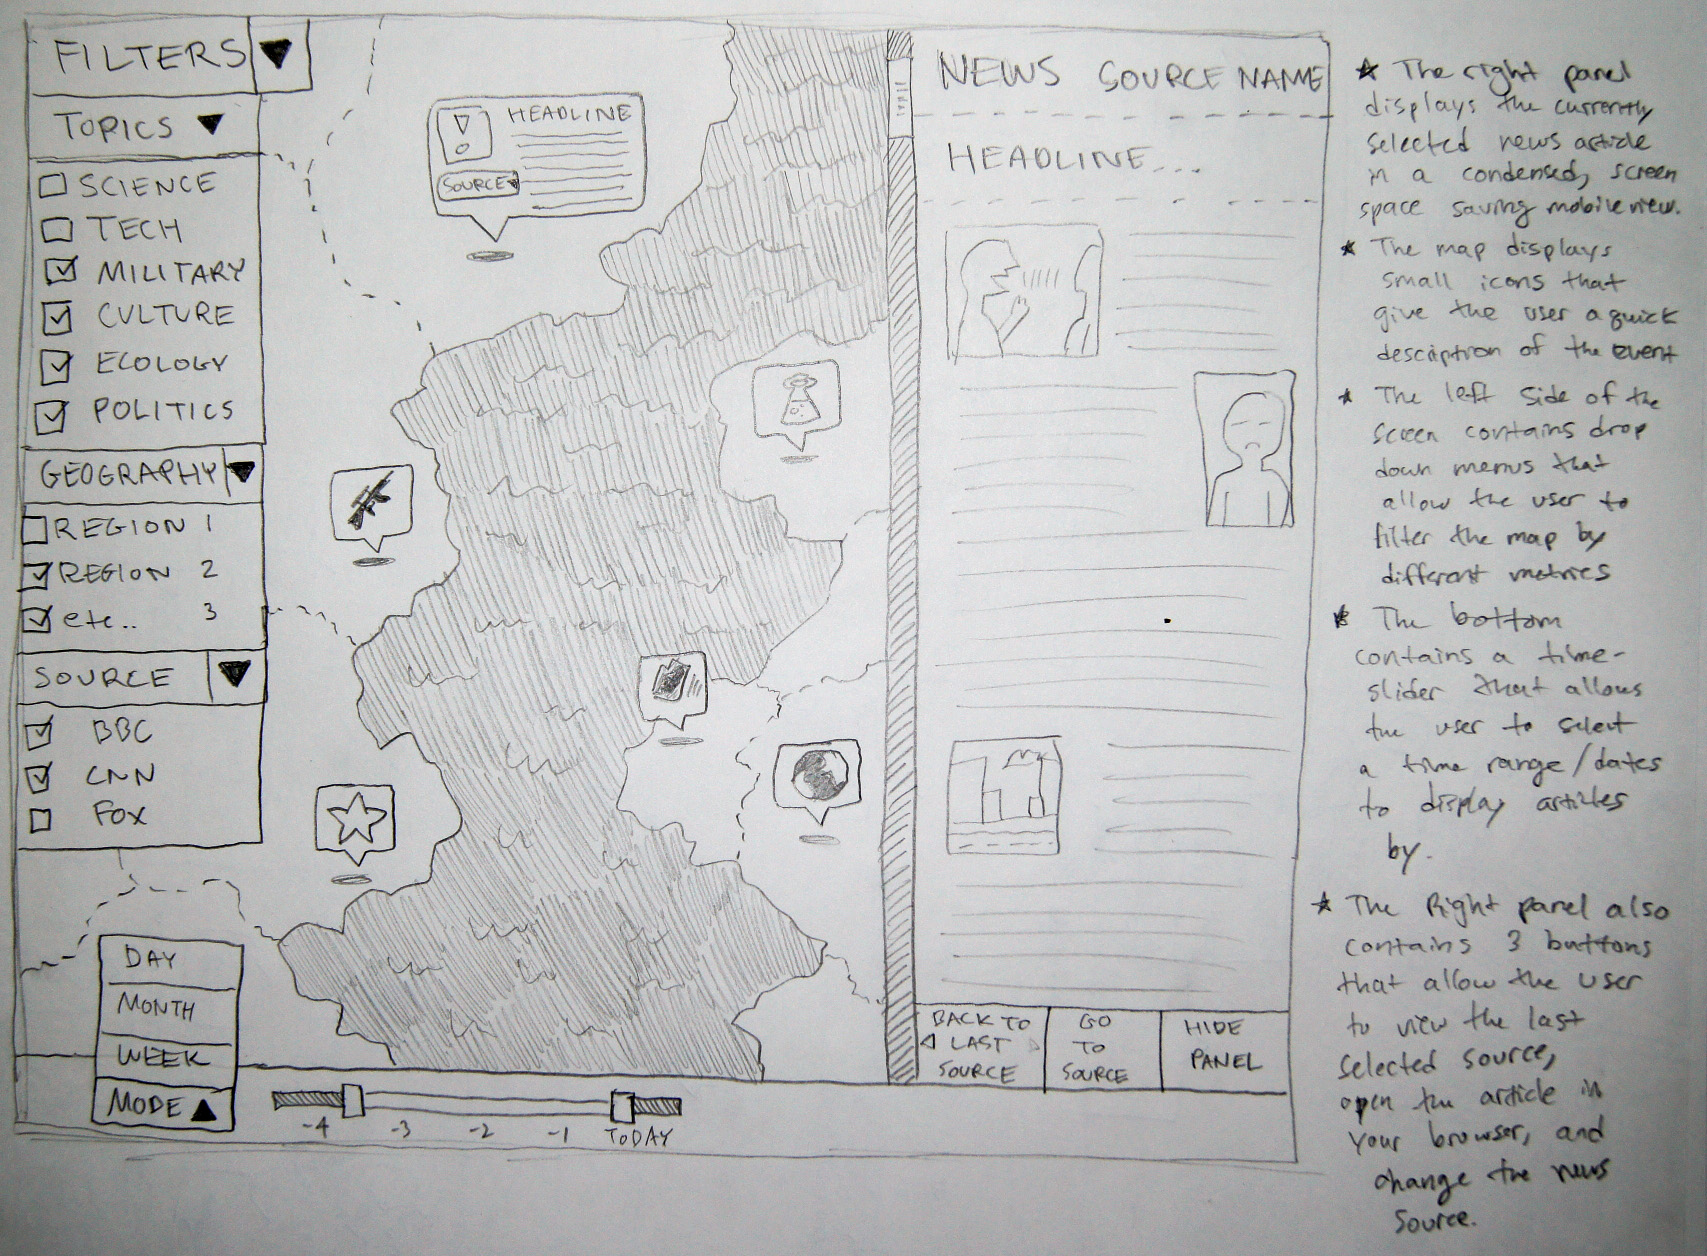 FILTERS
TOPICS
SCIENCE
TECH
MILITARY
CULTURE
ECOLOGY
POLITICS
GEOGRAPHY
REGION 1
REGION 2
etc.. 3
SOURCE
BBC
CNN
FOX
DAY
MONTH
WEEK
MODE
-4 -3 -2 -1 TODAY
HEADLINE
SOURCE
NEWS SOURCE NAME
HEADLINE...
BACK TO
LAST
SOURCE
GO
TO
SOURCE
HIDE
PANEL
★ The right panel
displays the currently
selected news article
in a condensed, screen
space saving mobile view.
★ The map displays
small icons that
give the user a quick
description of the event
★ The left side of the
screen contains drop
down menus that
allow the user to
filter the map by
different metrics
★ The bottom
contains a time-
slider that allows
the user to select
a time range/dates
to display articles
by.
★ The Right panel also
contains 3 buttons
that allow the user
to view the last
selected source,
open the article in
your browser, and
change the news
source.